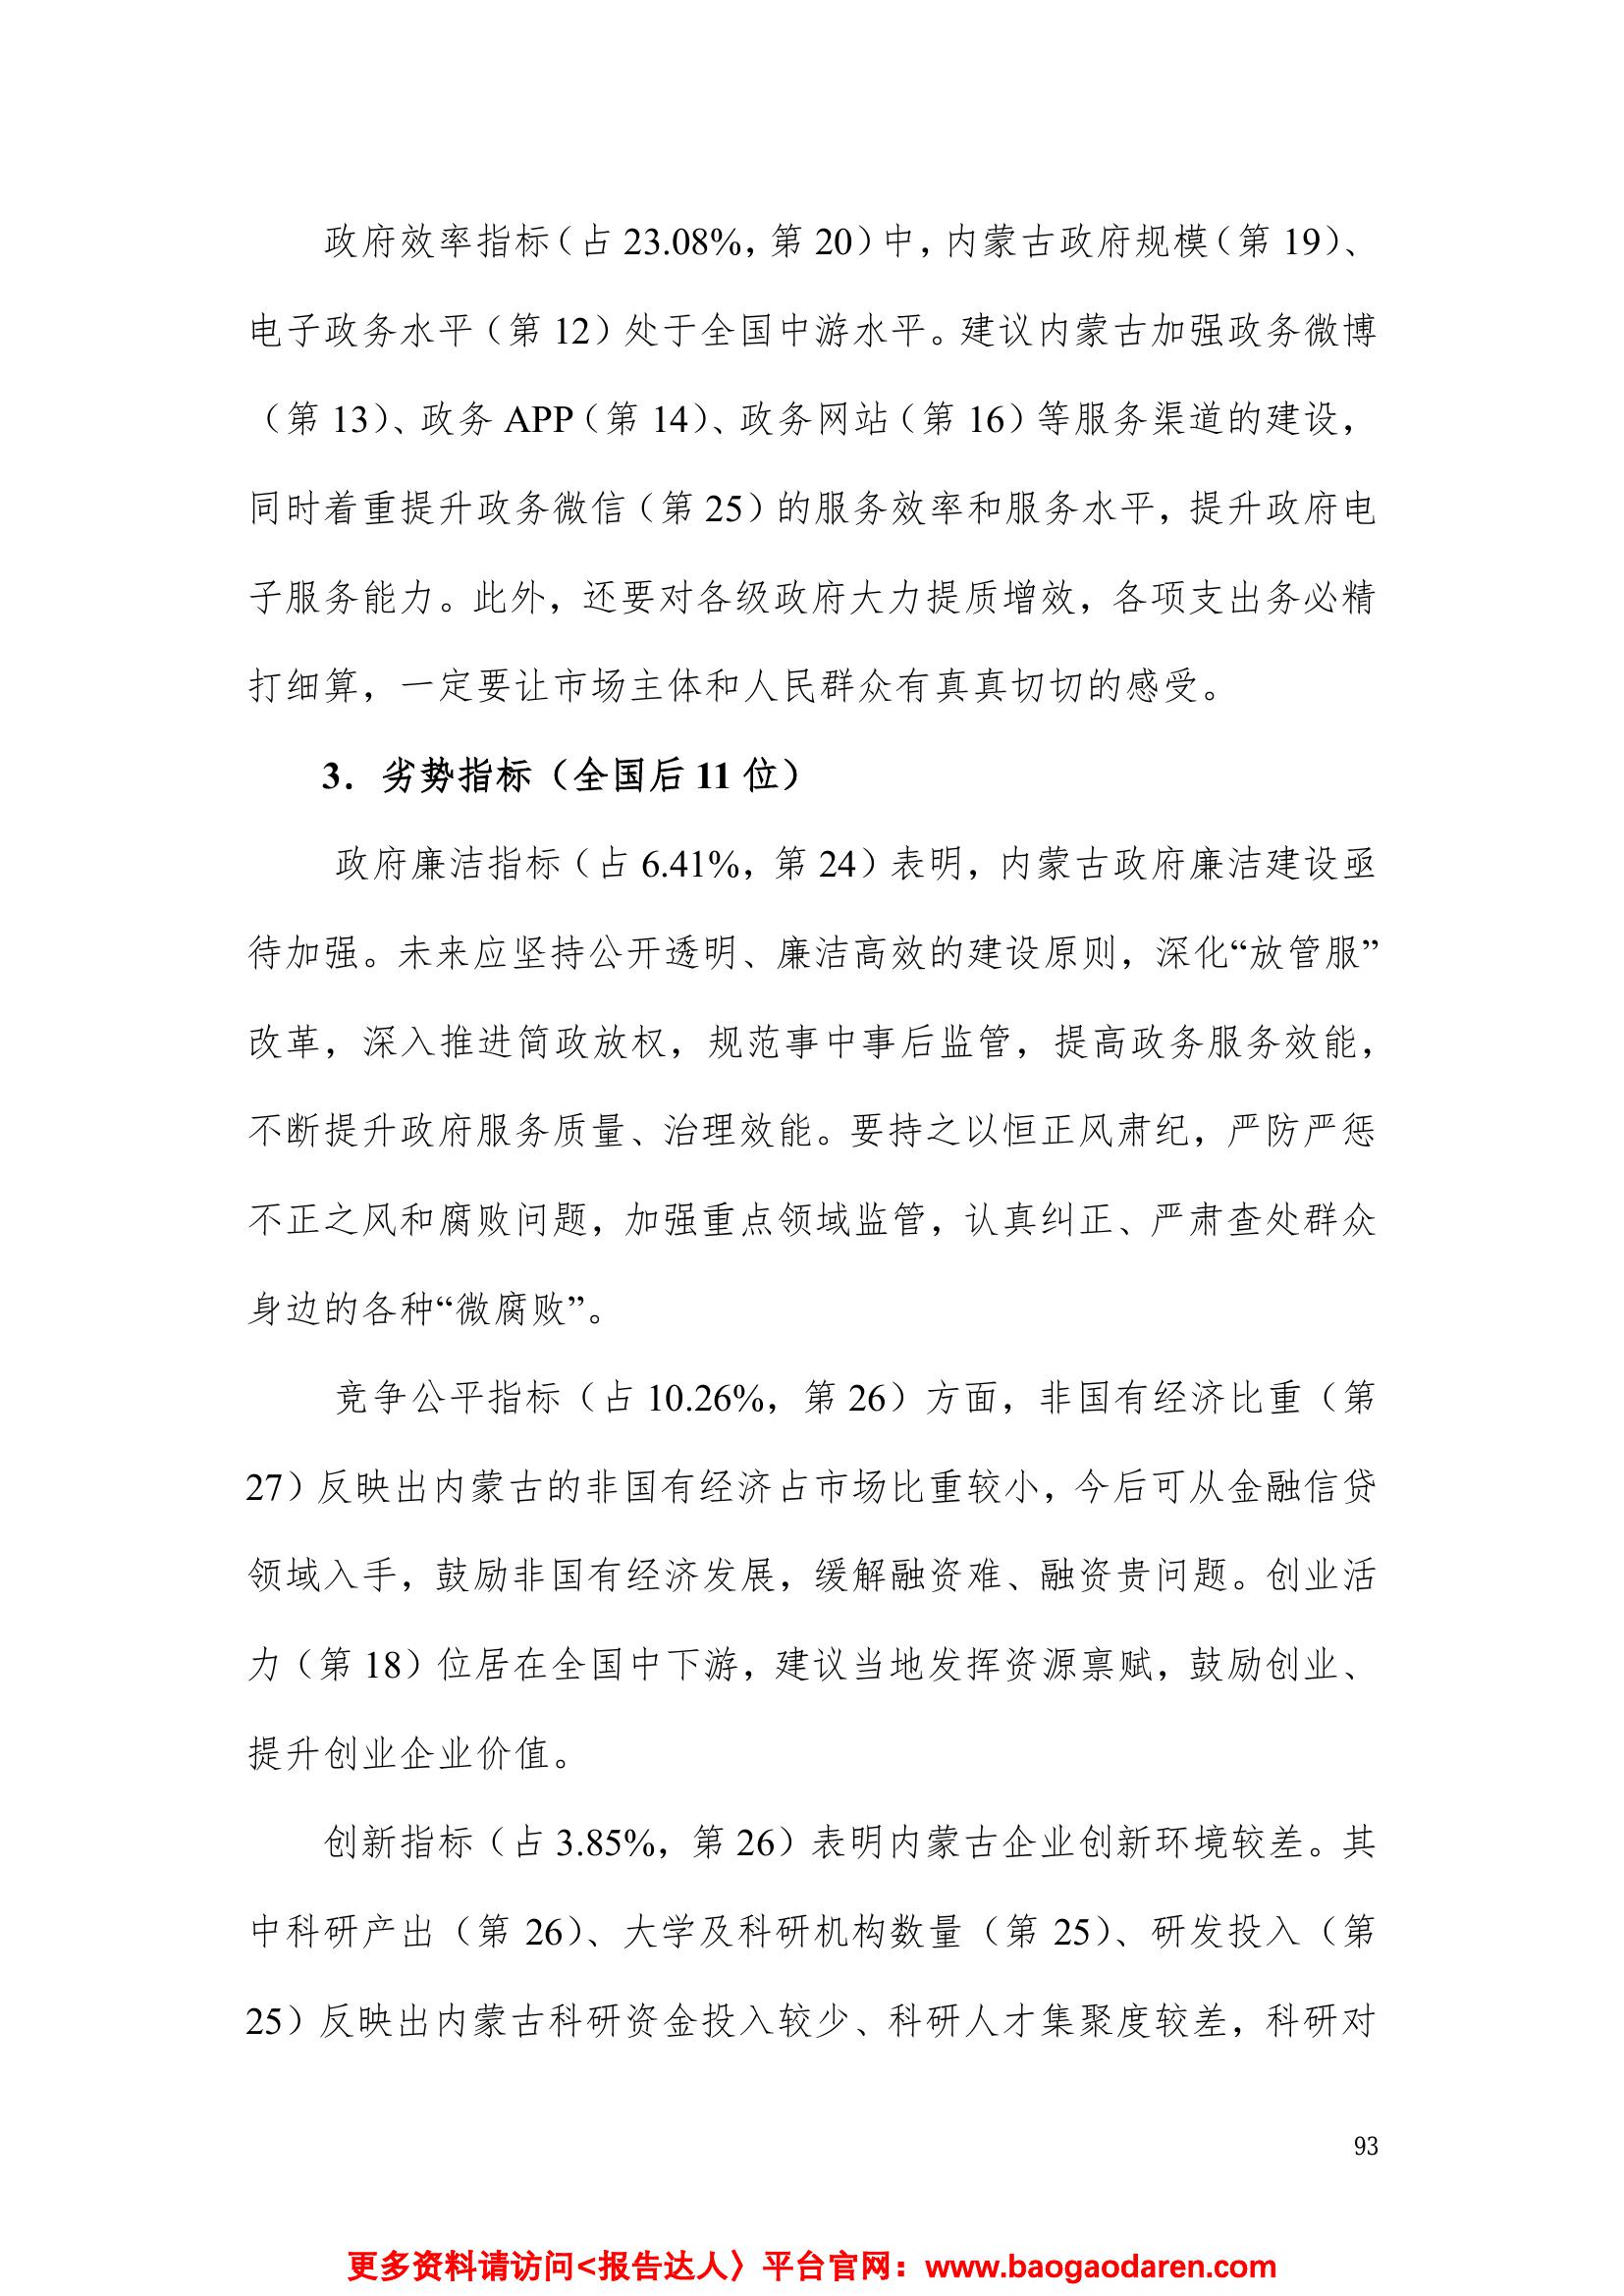 政府效率指标（占 23.08%，第 20）中，内蒙古政府规模（第 19）、
电子政务水平（第 12）处于全国中游水平。建议内蒙古加强政务微博
（第 13）、政务 APP（第 14）、政务网站（第 16）等服务渠道的建设，
同时着重提升政务微信（第 25）的服务效率和服务水平，提升政府电
子服务能力。此外，还要对各级政府大力提质增效，各项支出务必精
打细算，一定要让市场主体和人民群众有真真切切的感受。
3．劣势指标（全国后 11 位）
政府廉洁指标（占 6.41%，第 24）表明，内蒙古政府廉洁建设亟
待加强。未来应坚持公开透明、廉洁高效的建设原则，深化“放管服”
改革，深入推进简政放权，规范事中事后监管，提高政务服务效能，
不断提升政府服务质量、治理效能。要持之以恒正风肃纪，严防严惩
不正之风和腐败问题，加强重点领域监管，认真纠正、严肃查处群众
身边的各种“微腐败”。
竞争公平指标（占 10.26%，第 26）方面，非国有经济比重（第
27）反映出内蒙古的非国有经济占市场比重较小，今后可从金融信贷
领域入手，鼓励非国有经济发展，缓解融资难、融资贵问题。创业活
力（第 18）位居在全国中下游，建议当地发挥资源禀赋，鼓励创业、
提升创业企业价值。
创新指标（占 3.85%，第 26）表明内蒙古企业创新环境较差。其
中科研产出（第 26）、大学及科研机构数量（第 25）、研发投入（第
25）反映出内蒙古科研资金投入较少、科研人才集聚度较差，科研对
93
更多资料请访问<报告达人〉平台官网：www.baogaodaren.com